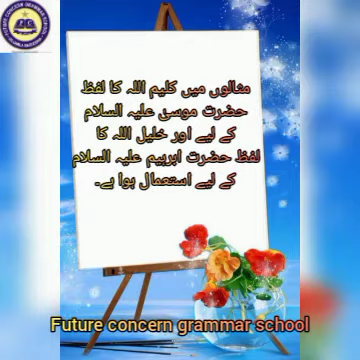 مثالوں میں کلیم اللہ کا لفظ
حضرت موسیٰ علیہ السلام
کے لیے اور خلیل اللہ کا
لفظ حضرت ابرہیم علیہ السلام
کے لیے استعمال ہوا ہے۔
Future concern grammar school